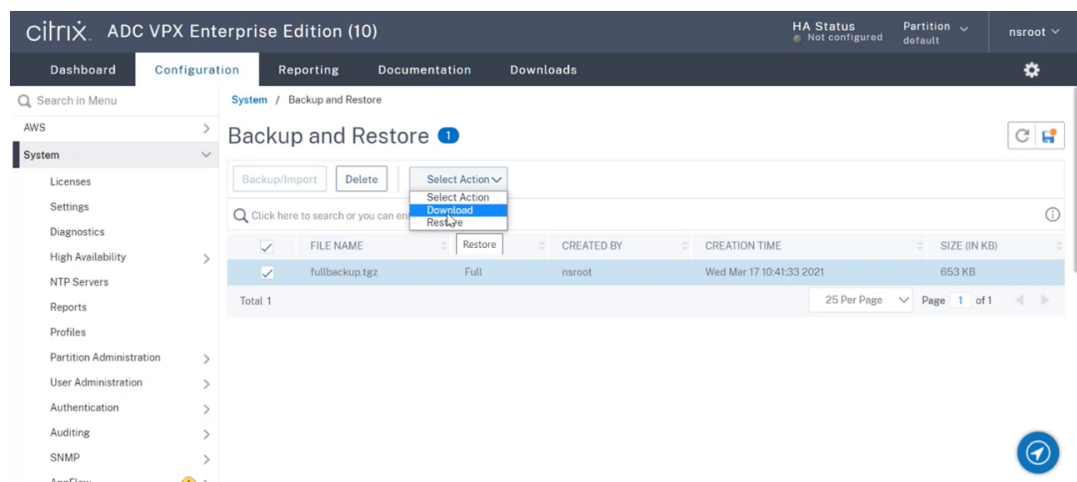 citrix. ADC VPX Enterprise Edition (10)
HA Status
Not configured
Partition
default
nsroot
Dashboard Configuration Reporting Documentation Downloads
Search in Menu
AWS
System
Licenses
Settings
Diagnostics
High Availability
NTP Servers
Reports
Profiles
Partition Administration
User Administration
Authentication
Auditing
SNMP
AppFlow
System / Backup and Restore
Backup and Restore 1
Backup/Import Delete Select Action
Select Action
Download
Restore
Click here to search or you can en
Restore
FILE NAME CREATED BY CREATION TIME SIZE (IN KB)
fullbackup.tgz Full nsroot Wed Mar 17 10:41:33 2021 653 KB
Total 1 25 Per Page Page 1 of 1